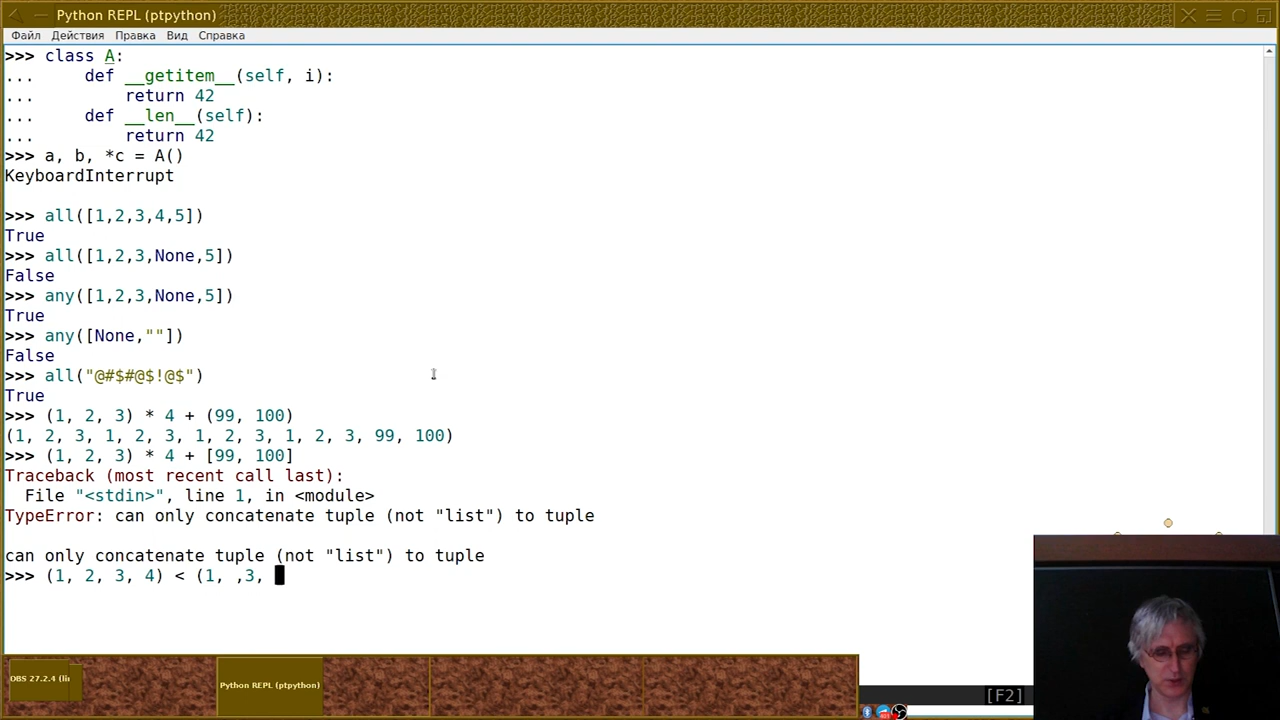 Python REPL (ptpython)
Файл Действия Правка Вид Справка
>>> class A:
...     def __getitem__(self, i):
...         return 42
...     def __len__(self):
...         return 42
>>> a, b, *c = A()
KeyboardInterrupt
>>> all([1,2,3,4,5])
True
>>> all([1,2,3,None,5])
False
>>> any([1,2,3,None,5])
True
>>> any([None,""])
False
>>> all("@#$#@$!@$")
True
>>> (1, 2, 3) * 4 + (99, 100)
(1, 2, 3, 1, 2, 3, 1, 2, 3, 1, 2, 3, 99, 100)
>>> (1, 2, 3) * 4 + [99, 100]
Traceback (most recent call last):
  File "<stdin>", line 1, in <module>
TypeError: can only concatenate tuple (not "list") to tuple
can only concatenate tuple (not "list") to tuple
>>> (1, 2, 3, 4) < (1, ,3,
OBS 27.2.4 (lin
Python REPL (ptpython)
[F2]